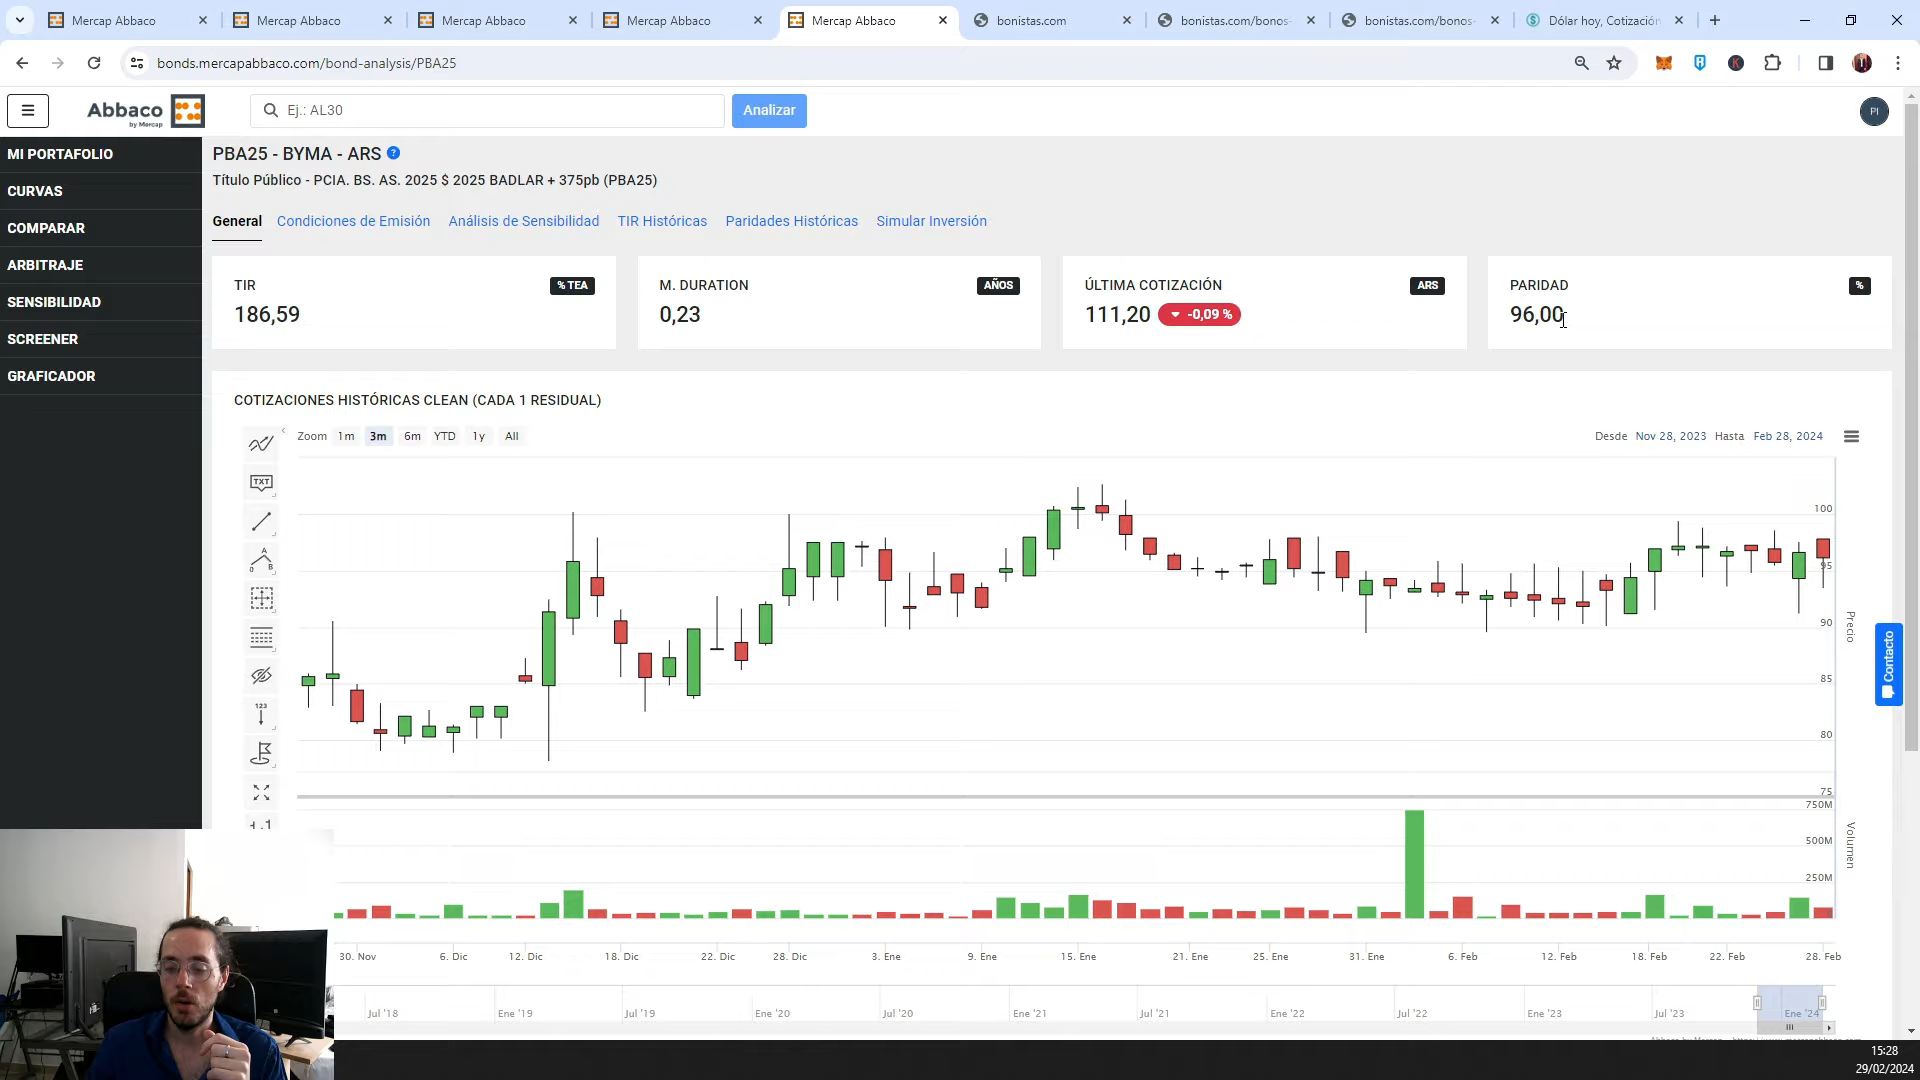 Mercap Abbaco
Mercap Abbaco
Mercap Abbaco
Mercap Abbaco
Mercap Abbaco
bonistas.com
bonistas.com/bonos-
bonistas.com/bonos-
Dólar hoy, Cotización
bonds.mercapabbaco.com/bond-analysis/PBA25
Abbaco
by Mercap
Ej.: AL30
Analizar
PI
MI PORTAFOLIO
CURVAS
COMPARAR
ARBITRAJE
SENSIBILIDAD
SCREENER
GRAFICADOR
PBA25 - BYMA - ARS ?
Título Público - PCIA. BS. AS. 2025 $ 2025 BADLAR + 375pb (PBA25)
General Condiciones de Emisión Análisis de Sensibilidad TIR Históricas Paridades Históricas Simular Inversión
TIR % TEA
186,59
M. DURATION AÑOS
0,23
ÚLTIMA COTIZACIÓN ARS
111,20 -0,09 %
PARIDAD %
96,00
COTIZACIONES HISTÓRICAS CLEAN (CADA 1 RESIDUAL)
Zoom 1m 3m 6m YTD 1y All
Desde Nov 28, 2023 Hasta Feb 28, 2024
TXT
A
0 B
123
100
95
90
85
80
75
Precio
750M
500M
250M
Volumen
Contacto
30. Nov 6. Dic 12. Dic 18. Dic 22. Dic 28. Dic 3. Ene 9. Ene 15. Ene 21. Ene 25. Ene 31. Ene 6. Feb 12. Feb 18. Feb 22. Feb 28. Feb
Jul '18 Ene '19 Jul '19 Ene '20 Jul '20 Ene '21 Jul '21 Ene '22 Jul '22 Ene '23 Jul '23 Ene '24
15:28
29/02/2024